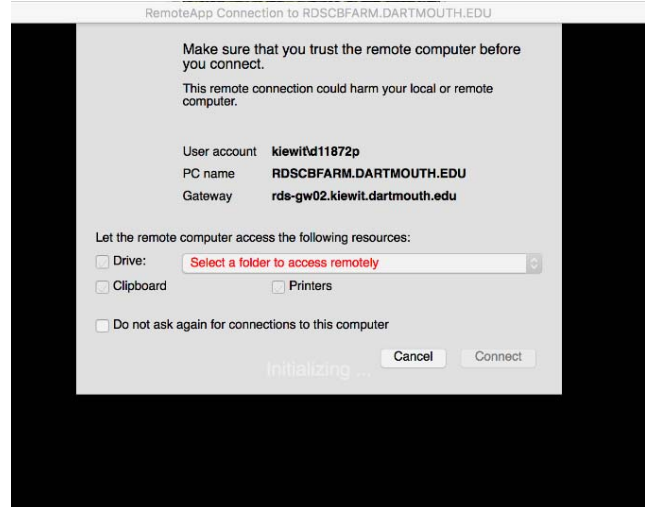 RemoteApp Connection to RDSCBFARM.DARTMOUTH.EDU
Make sure that you trust the remote computer before
you connect.
This remote connection could harm your local or remote
computer.
User account kiewit\d11872p
PC name RDSCBFARM.DARTMOUTH.EDU
Gateway rds-gw02.kiewit.dartmouth.edu
Let the remote computer access the following resources:
Drive: Select a folder to access remotely
Clipboard Printers
Do not ask again for connections to this computer
Cancel Connect
Initializing ...